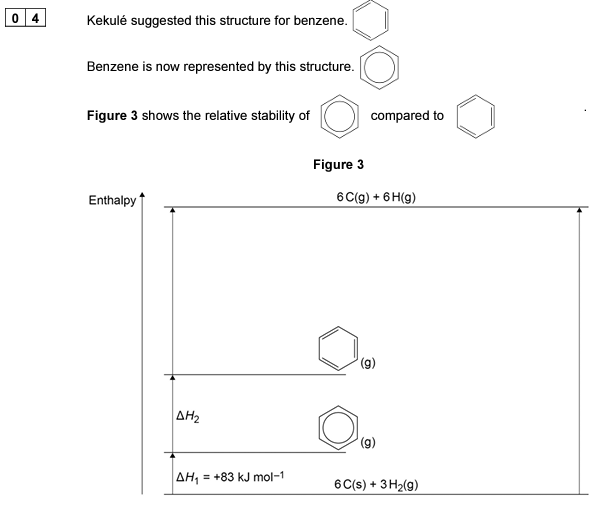 0 4
Kekulé suggested this structure for benzene.
Benzene is now represented by this structure.
Figure 3 shows the relative stability of compared to
.
Figure 3
Enthalpy
6 C(g) + 6 H(g)
(g)
ΔH₂
(g)
ΔH₁ = +83 kJ mol⁻¹
6 C(s) + 3 H₂(g)